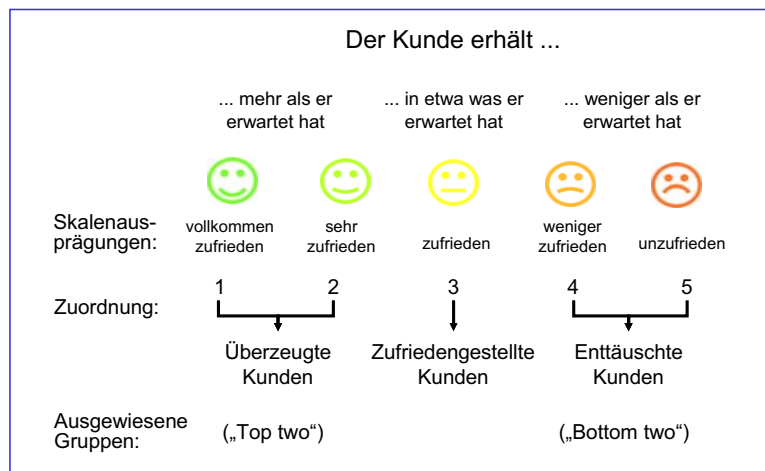 Der Kunde erhält ...
... mehr als er
erwartet hat
... in etwa was er
erwartet hat
... weniger als er
erwartet hat
Skalenaus-
prägungen:
vollkommen
zufrieden
sehr
zufrieden
zufrieden
weniger
zufrieden
unzufrieden
Zuordnung:
1
2
3
4
5
Überzeugte
Kunden
Zufriedengestellte
Kunden
Enttäuschte
Kunden
Ausgewiesene
Gruppen:
(„Top two“)
(„Bottom two“)